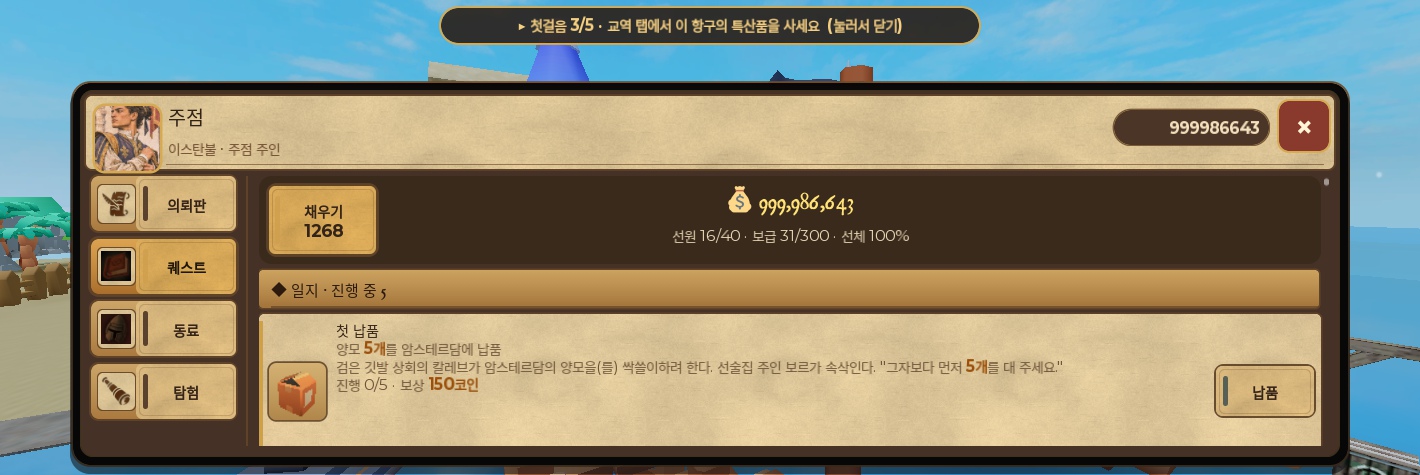 ▸ 첫걸음 3/5 · 교역 탭에서 이 항구의 특산품을 사세요 (눌러서 닫기)
주점
이스탄불 · 주점 주인
999986643
×
의뢰판
퀘스트
동료
탐험
채우기
1268
999,986,643
선원 16/40 · 보급 31/300 · 선체 100%
◆ 일지 · 진행 중 5
첫 납품
양모 5개를 암스테르담에 납품
검은 깃발 상회의 칼레브가 암스테르담의 양모을(를) 싹쓸이하려 한다. 선술집 주인 보르가 속삭인다. "그자보다 먼저 5개를 대 주세요."
진행 0/5 · 보상 150코인
납품